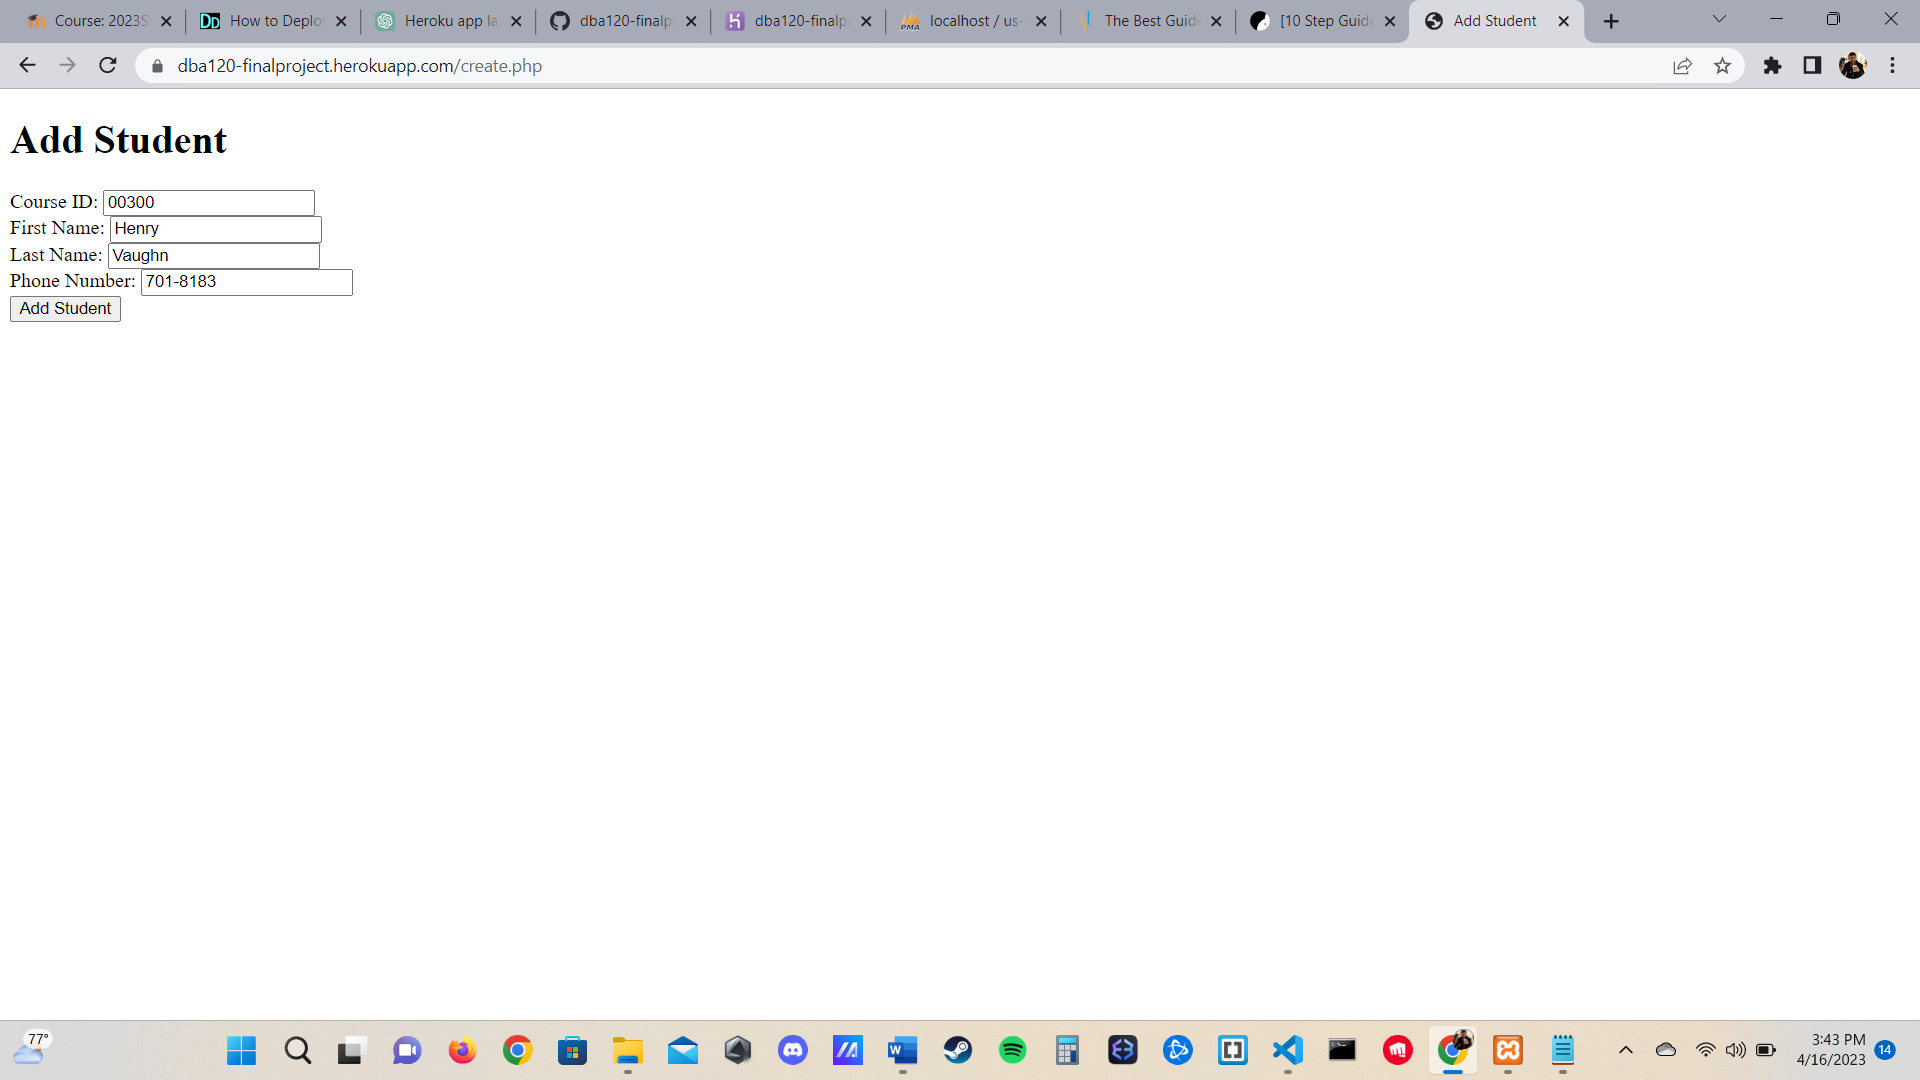 Course: 2023S
How to Deplo
Heroku app la
dba120-finalp
dba120-finalp
localhost / us-
The Best Guid
[10 Step Guid
Add Student
dba120-finalproject.herokuapp.com/create.php
Add Student
Course ID: 00300
First Name: Henry
Last Name: Vaughn
Phone Number: 701-8183
Add Student
77°
3:43 PM
4/16/2023
14